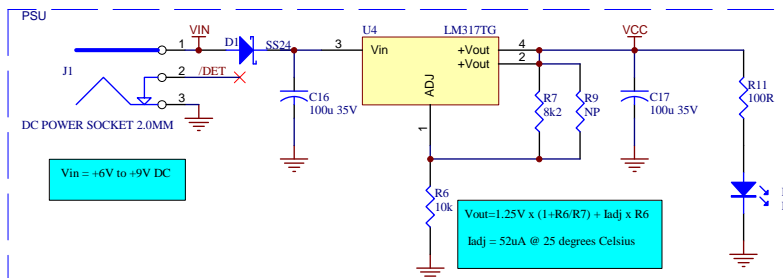 PSU
J1
1
2
3
DC POWER SOCKET 2.0MM
VIN
/DET
D1
SS24
C16
100u 35V
U4
LM317TG
3
Vin
+Vout
+Vout
4
2
ADJ
1
R7
8k2
R9
NP
R6
10k
VCC
C17
100u 35V
R11
100R
Vin = +6V to +9V DC
Vout=1.25V x (1+R6/R7) + Iadj x R6
Iadj = 52uA @ 25 degrees Celsius